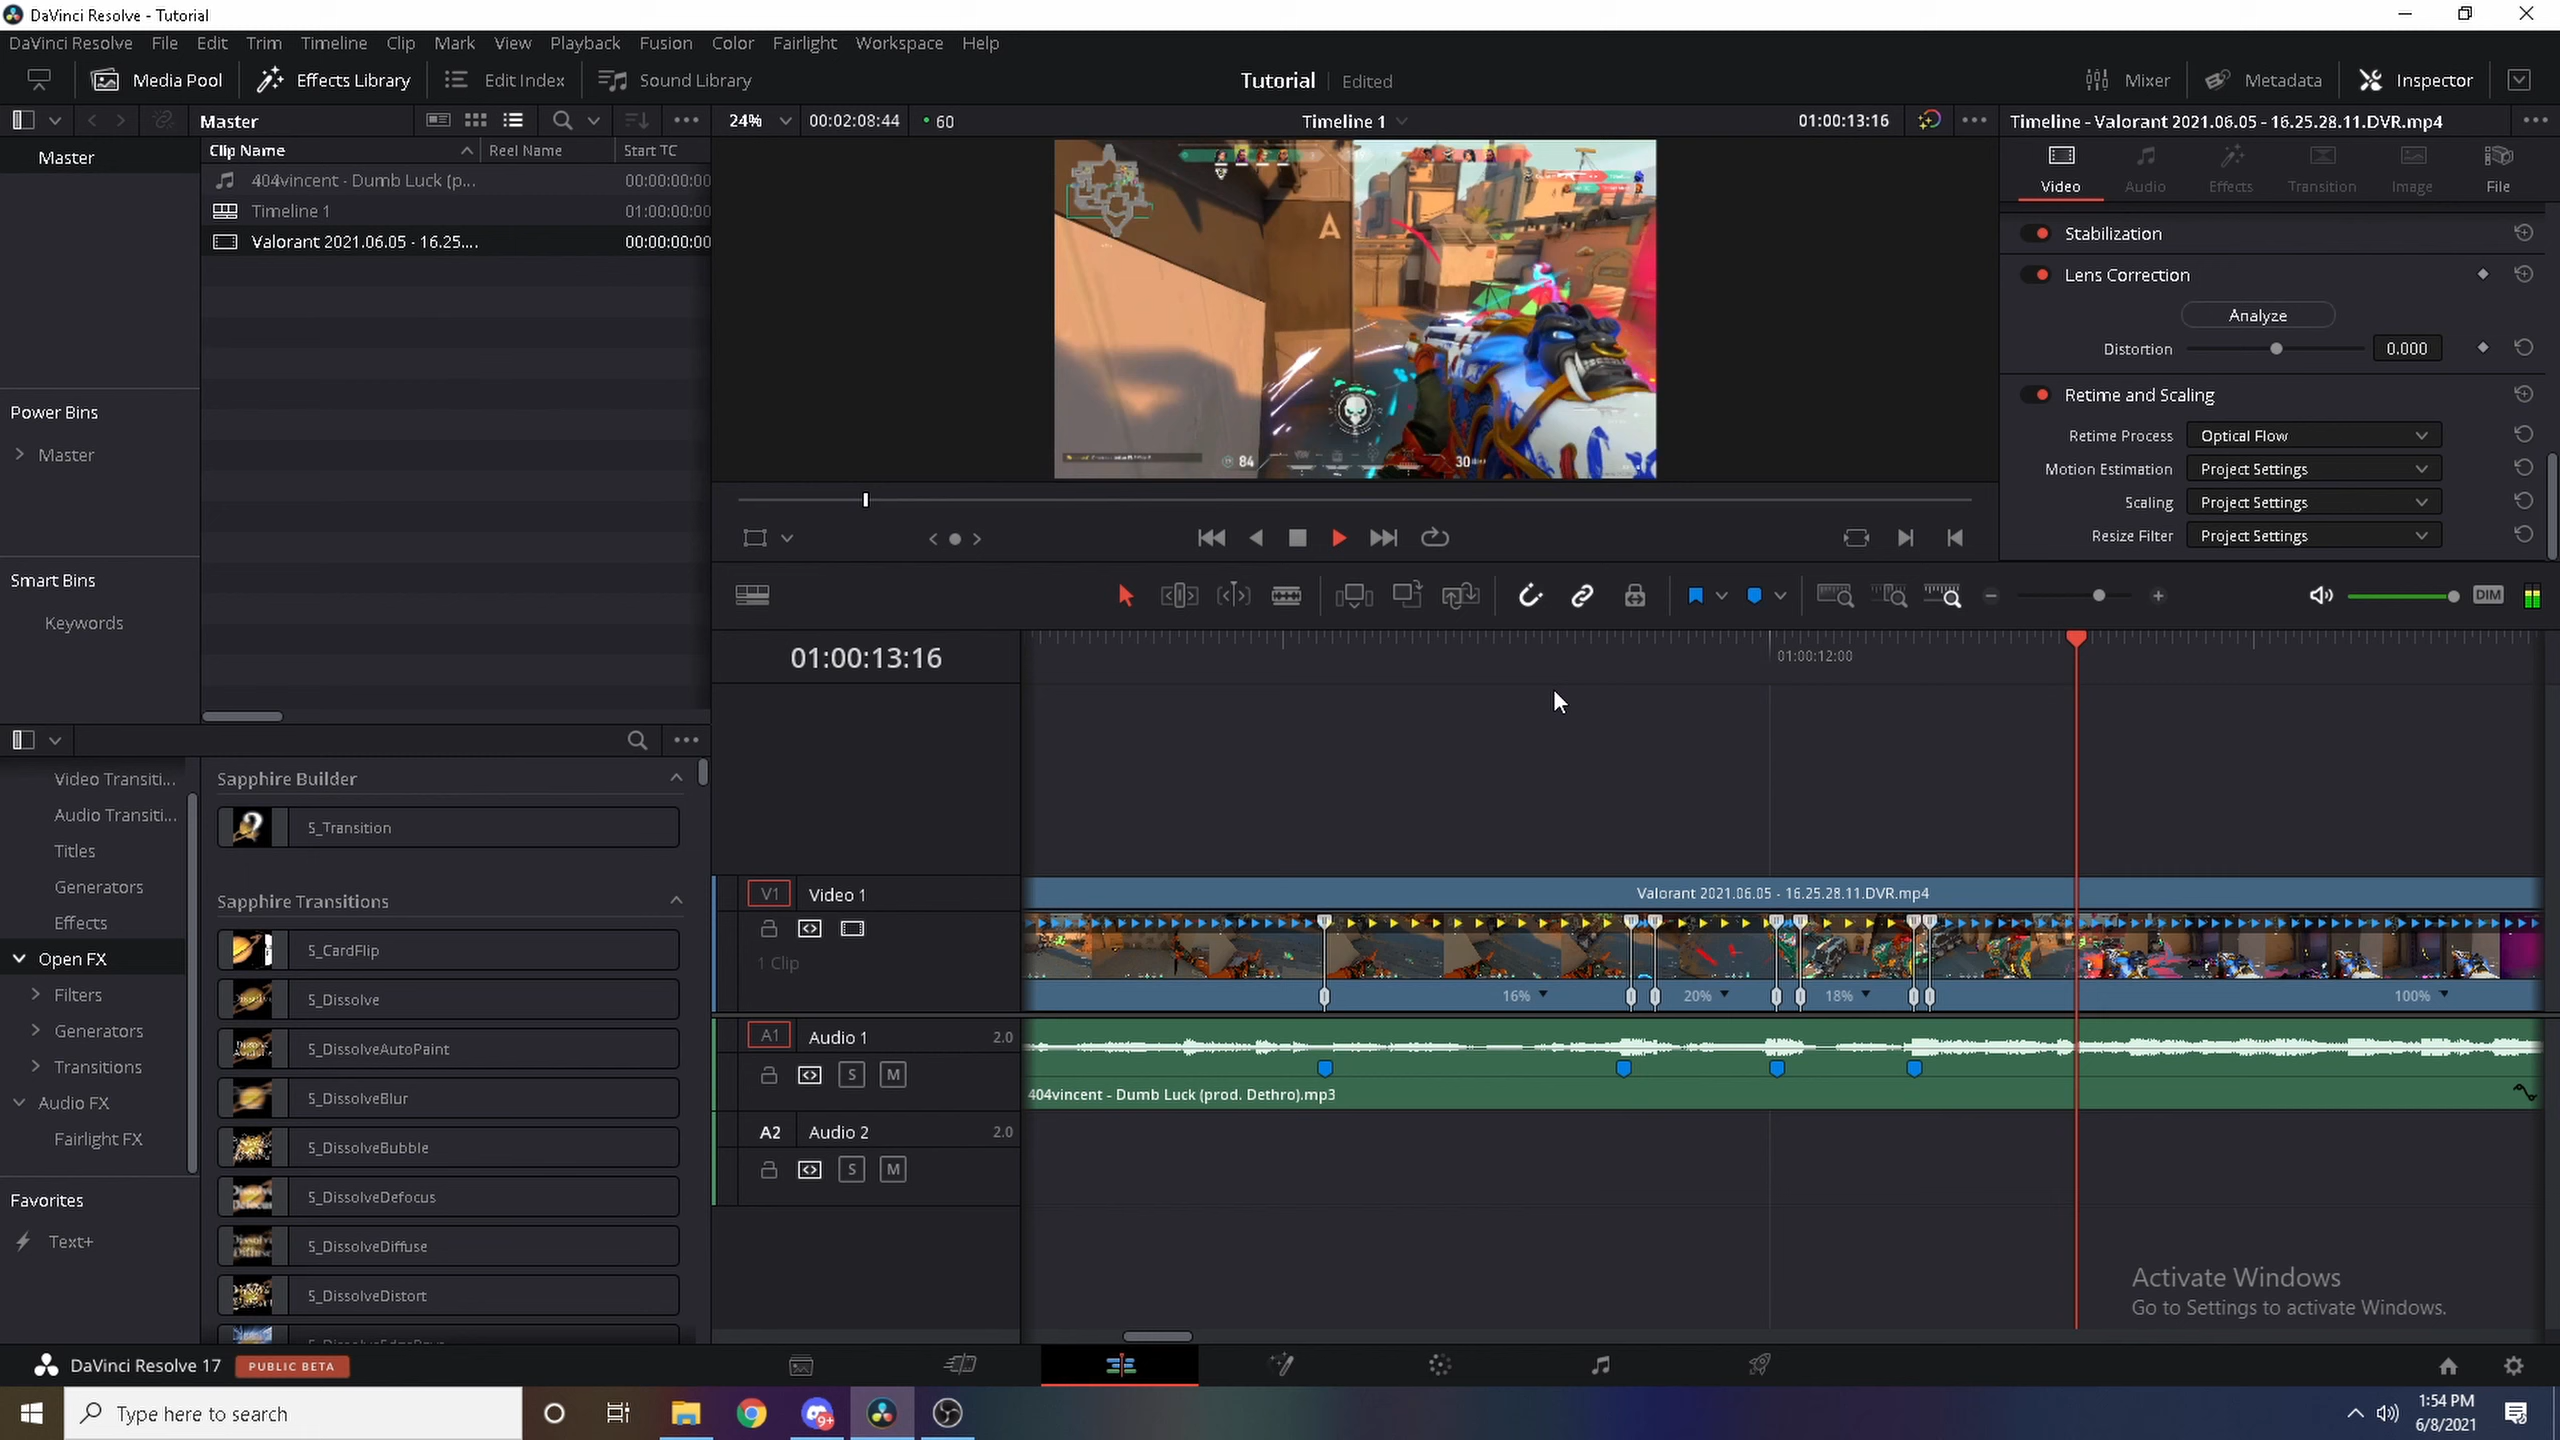 DaVinci Resolve - Tutorial
DaVinci Resolve File Edit Trim Timeline Clip Mark View Playback Fusion Color Fairlight Workspace Help
Media Pool Effects Library Edit Index Sound Library Tutorial Edited Mixer Metadata Inspector
Master 24% 00:02:08:44 60 Timeline 1 01:00:13:16 Timeline - Valorant 2021.06.05 - 16.25.28.11.DVR.mp4
Master
Clip Name Reel Name Start TC
404vincent - Dumb Luck (p... 00:00:00:00
Timeline 1 01:00:00:00
Valorant 2021.06.05 - 16.25.... 00:00:00:00
Video Audio Effects Transition Image File
Stabilization
Lens Correction
Analyze
Distortion 0.000
Retime and Scaling
Retime Process Optical Flow
Motion Estimation Project Settings
Scaling Project Settings
Resize Filter Project Settings
A
84 30
Power Bins
Master
Smart Bins
Keywords
DIM
01:00:13:16
01:00:12:00
Video Transiti...
Audio Transiti...
Titles
Generators
Effects
Open FX
Filters
Generators
Transitions
Audio FX
Fairlight FX
Favorites
Text+
Sapphire Builder
S_Transition
Sapphire Transitions
S_CardFlip
S_Dissolve
S_DissolveAutoPaint
S_DissolveBlur
S_DissolveBubble
S_DissolveDefocus
S_DissolveDiffuse
S_DissolveDistort
V1 Video 1
1 Clip
Valorant 2021.06.05 - 16.25.28.11.DVR.mp4
16% 20% 18% 100%
A1 Audio 1 2.0
S M
404vincent - Dumb Luck (prod. Dethro).mp3
A2 Audio 2 2.0
S M
Activate Windows
Go to Settings to activate Windows.
DaVinci Resolve 17 PUBLIC BETA
Type here to search
9+
1:54 PM
6/8/2021